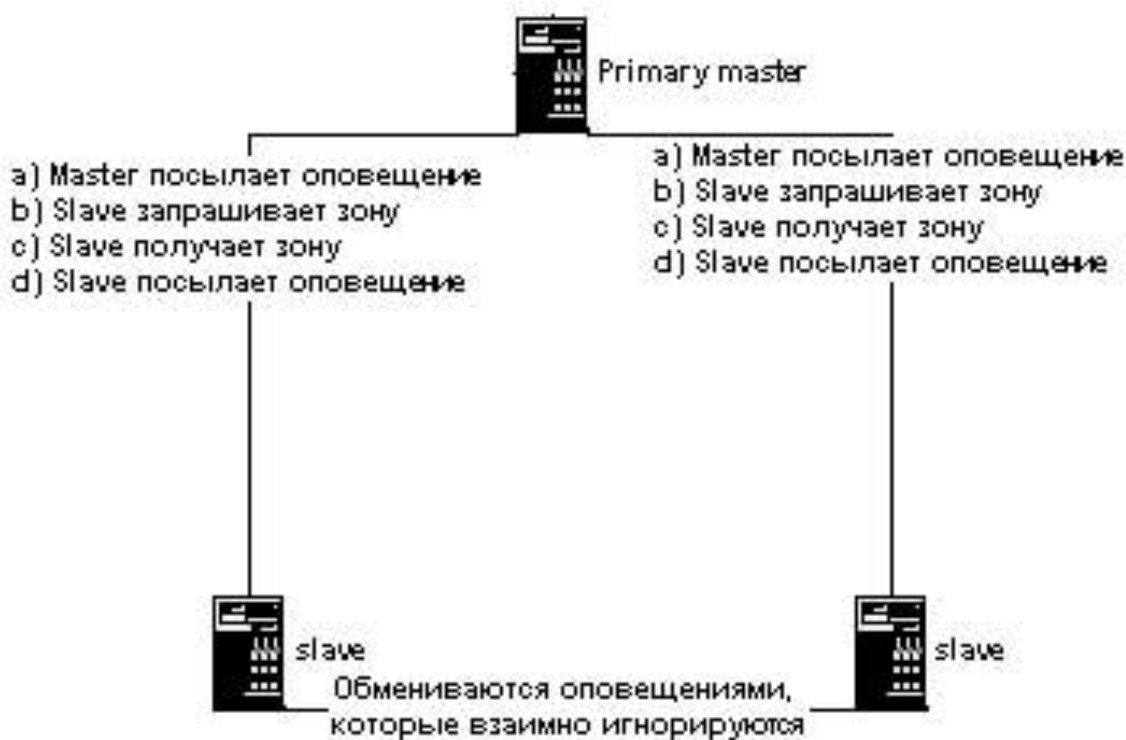 Primary master
a) Master посылает оповещение
b) Slave запрашивает зону
c) Slave получает зону
d) Slave посылает оповещение
a) Master посылает оповещение
b) Slave запрашивает зону
c) Slave получает зону
d) Slave посылает оповещение
slave
slave
Обмениваются оповещениями,
которые взаимно игнорируются